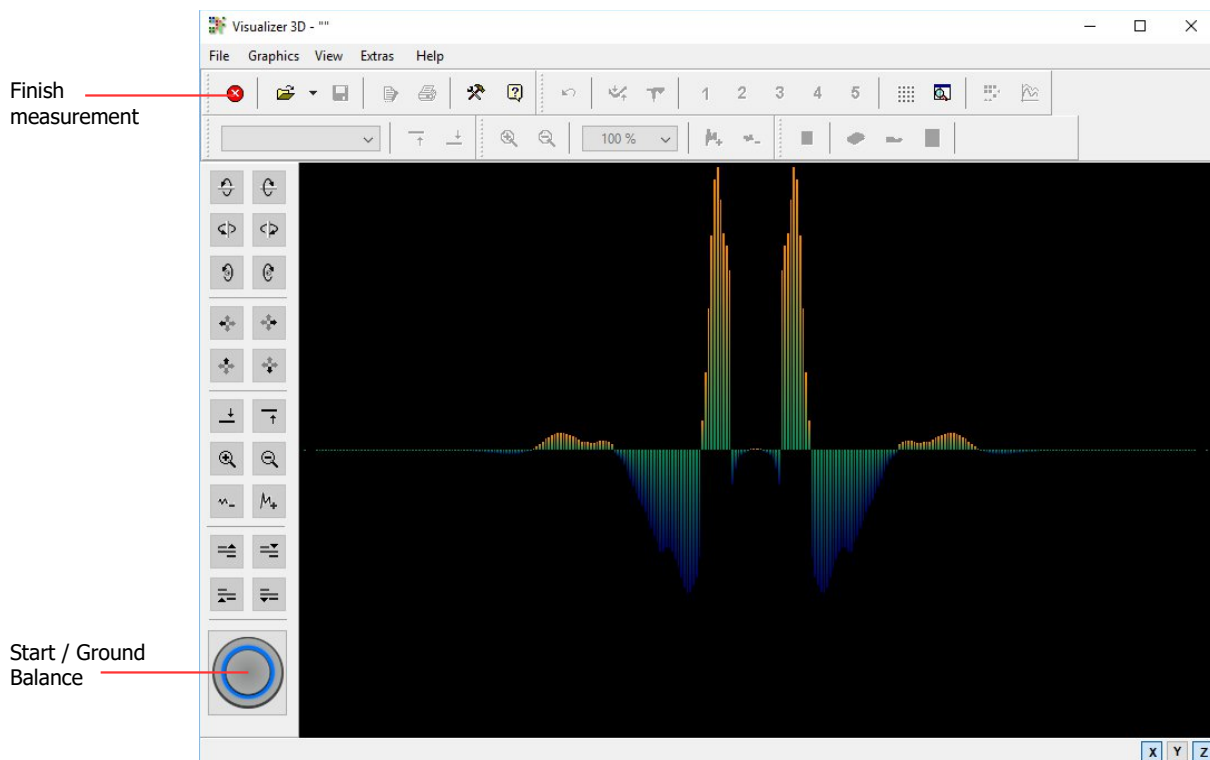 Visualizer 3D - ""
File Graphics View Extras Help
Finish
measurement
1 2 3 4 5
100 %
Start / Ground
Balance
X Y Z